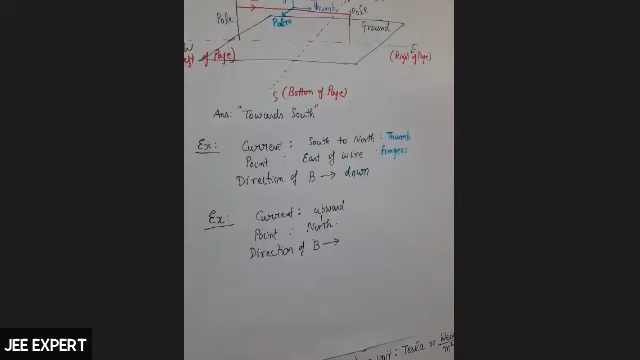 Pole
Thumb
Pole
Palm
Ground
W
E
of Page)
(Right of Page)
S (Bottom of Page)
Ans: "Towards South"
Ex: Current: South to North: Thumb
Point : East of wire : fingers
Direction of B → down
Ex: Current: upward
Point : North
Direction of B →
Unit: Tesla =
JEE EXPERT